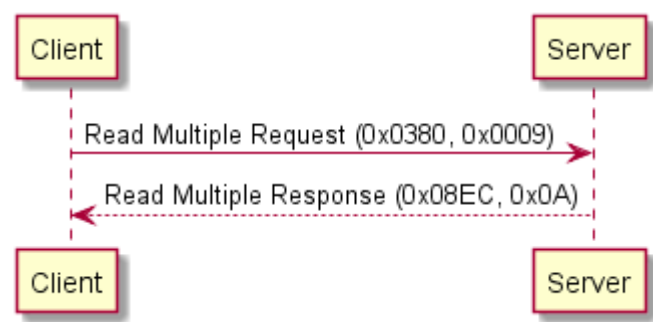 Client
Server
Read Multiple Request (0x0380, 0x0009)
Read Multiple Response (0x08EC, 0x0A)
Client
Server